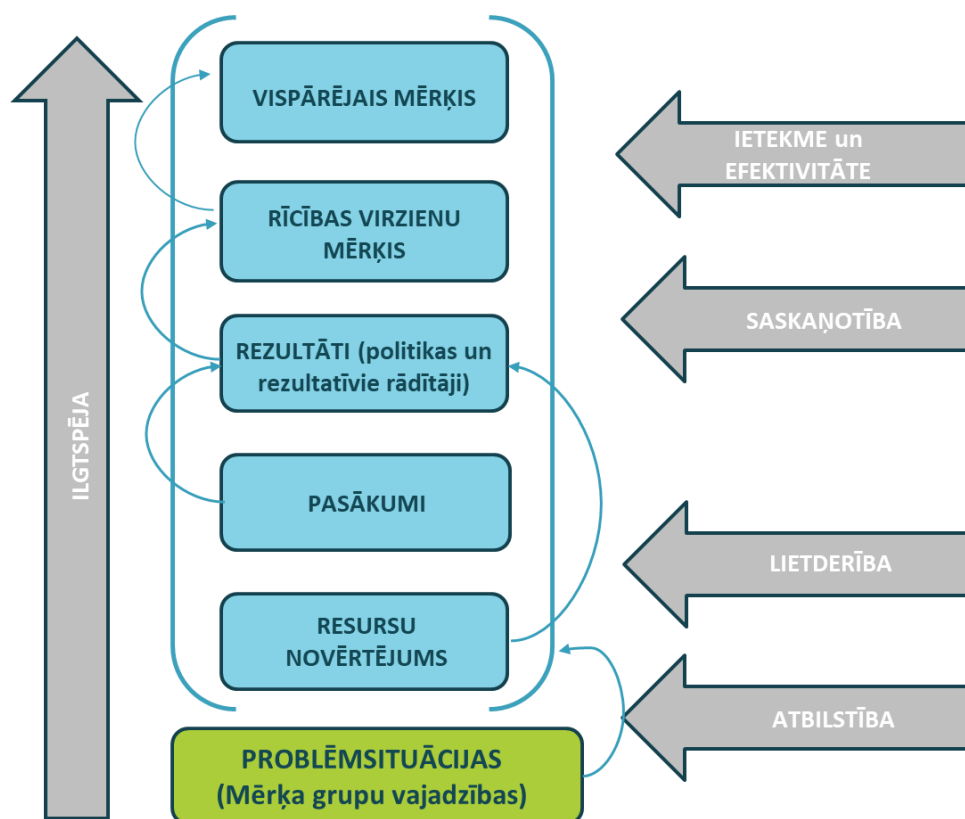 VISPĀRĒJAIS MĒRĶIS
RĪCĪBAS VIRZIENU
MĒRĶIS
REZULTĀTI (politikas un
rezultatīvie rādītāji)
PASĀKUMI
RESURSU
NOVĒRTĒJUMS
PROBLĒMSITUĀCIJAS
(Mērķa grupu vajadzības)
ILGTSPĒJA
IETEKME un
EFEKTIVITĀTE
SASKAŅOTĪBA
LIETDERĪBA
ATBILSTĪBA